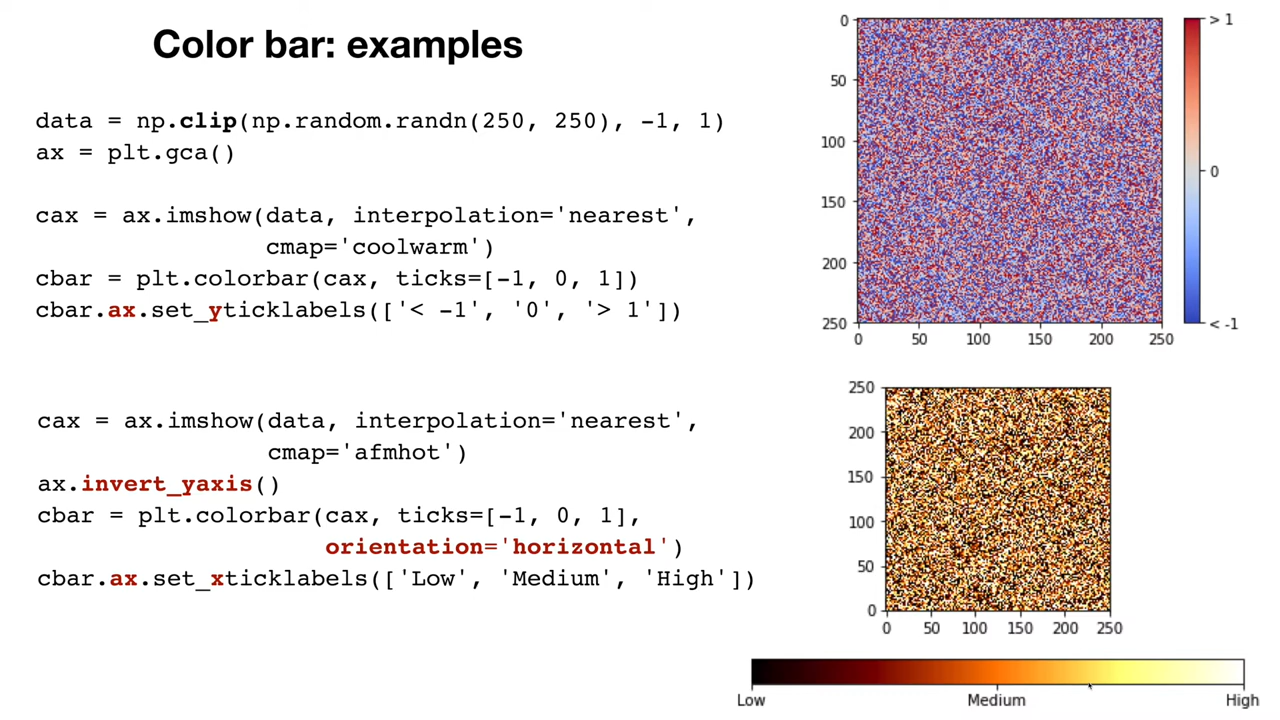 Color bar: examples
data = np.clip(np.random.randn(250, 250), -1, 1)
ax = plt.gca()
cax = ax.imshow(data, interpolation='nearest',
cmap='coolwarm')
cbar = plt.colorbar(cax, ticks=[-1, 0, 1])
cbar.ax.set_yticklabels(['< -1', '0', '> 1'])
cax = ax.imshow(data, interpolation='nearest',
cmap='afmhot')
ax.invert_yaxis()
cbar = plt.colorbar(cax, ticks=[-1, 0, 1],
orientation='horizontal')
cbar.ax.set_xticklabels(['Low', 'Medium', 'High'])
0
50
100
150
200
250
0 50 100 150 200 250
> 1
0
< -1
250
200
150
100
50
0
0 50 100 150 200 250
Low Medium High